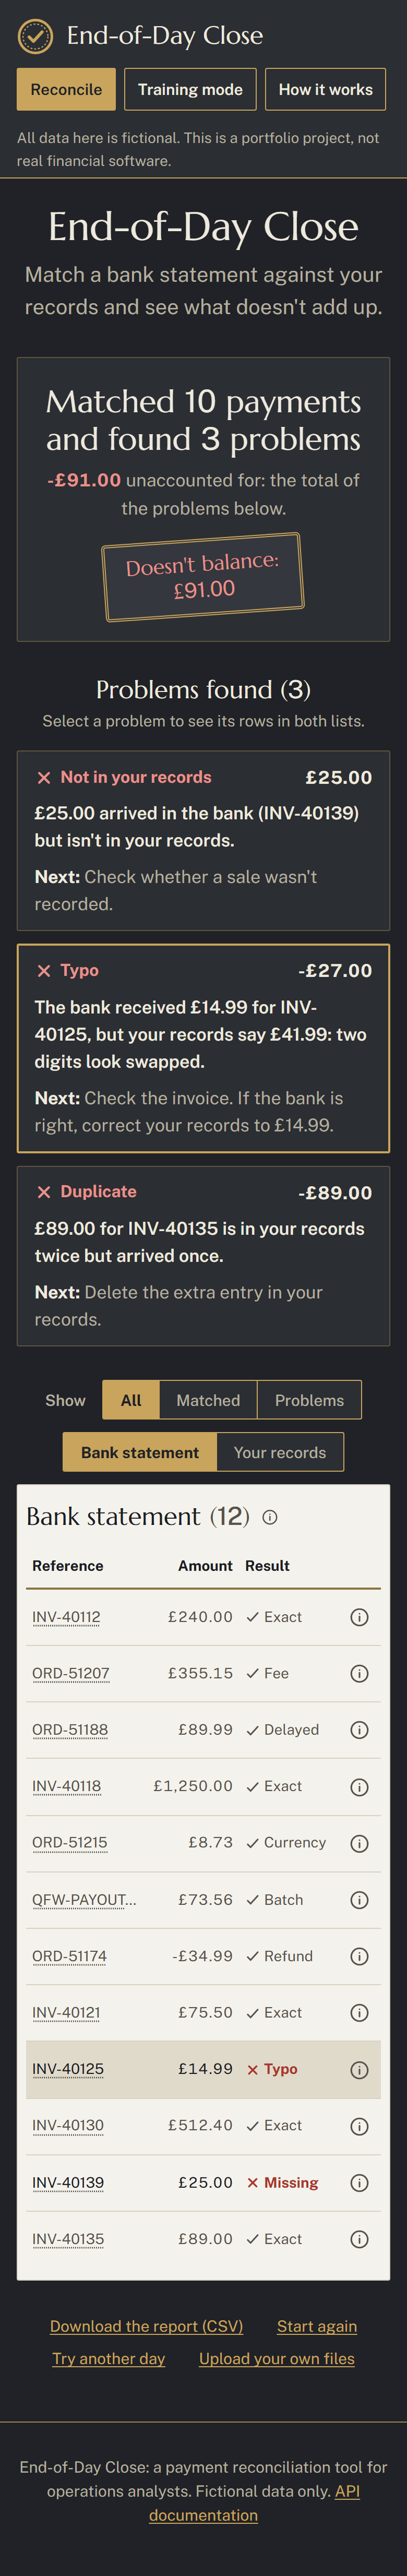 End-of-Day Close
Reconcile
Training mode
How it works
All data here is fictional. This is a portfolio project, not
real financial software.
End-of-Day Close
Match a bank statement against your
records and see what doesn't add up.
Matched 10 payments
and found 3 problems
-£91.00 unaccounted for: the total of
the problems below.
Doesn't balance:
£91.00
Problems found (3)
Select a problem to see its rows in both lists.
Not in your records £25.00
£25.00 arrived in the bank (INV-40139)
but isn't in your records.
Next: Check whether a sale wasn't
recorded.
Typo -£27.00
The bank received £14.99 for INV-
40125, but your records say £41.99: two
digits look swapped.
Next: Check the invoice. If the bank is
right, correct your records to £14.99.
Duplicate -£89.00
£89.00 for INV-40135 is in your records
twice but arrived once.
Next: Delete the extra entry in your
records.
Show All Matched Problems
Bank statement Your records
Bank statement (12)
Reference Amount Result
INV-40112 £240.00 Exact
ORD-51207 £355.15 Fee
ORD-51188 £89.99 Delayed
INV-40118 £1,250.00 Exact
ORD-51215 £8.73 Currency
QFW-PAYOUT... £73.56 Batch
ORD-51174 -£34.99 Refund
INV-40121 £75.50 Exact
INV-40125 £14.99 Typo
INV-40130 £512.40 Exact
INV-40139 £25.00 Missing
INV-40135 £89.00 Exact
Download the report (CSV) Start again
Try another day Upload your own files
End-of-Day Close: a payment reconciliation tool for
operations analysts. Fictional data only. API
documentation